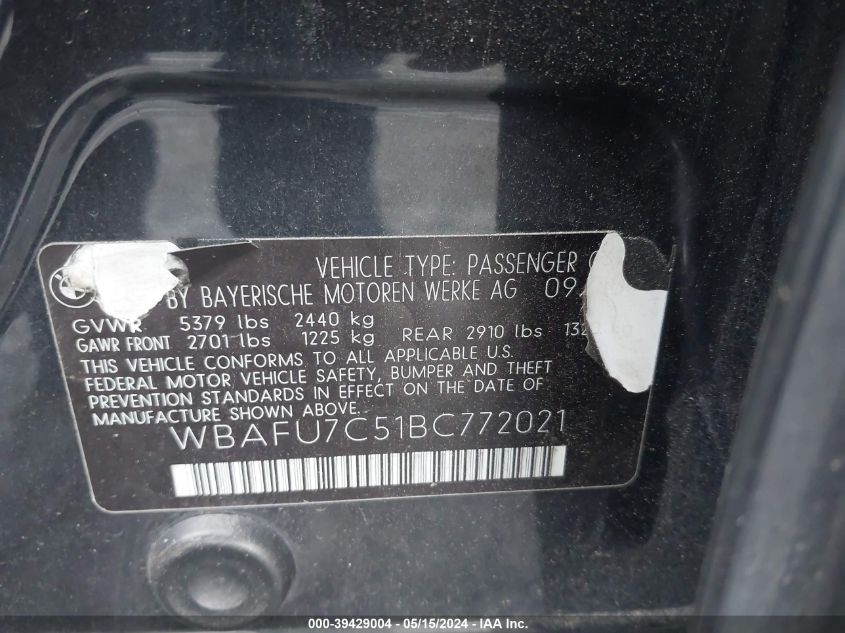 VEHICLE TYPE: PASSENGER
BY BAYERISCHE MOTOREN WERKE AG 09
GVWR 5379 lbs 2440 kg
GAWR FRONT 2701 lbs 1225 kg REAR 2910 lbs
THIS VEHICLE CONFORMS TO ALL APPLICABLE U.S.
FEDERAL MOTOR VEHICLE SAFETY, BUMPER AND THEFT
PREVENTION STANDARDS IN EFFECT ON THE DATE OF
MANUFACTURE SHOWN ABOVE.
WBAFU7C51BC772021
000-39429004 - 05/15/2024 - IAA Inc.